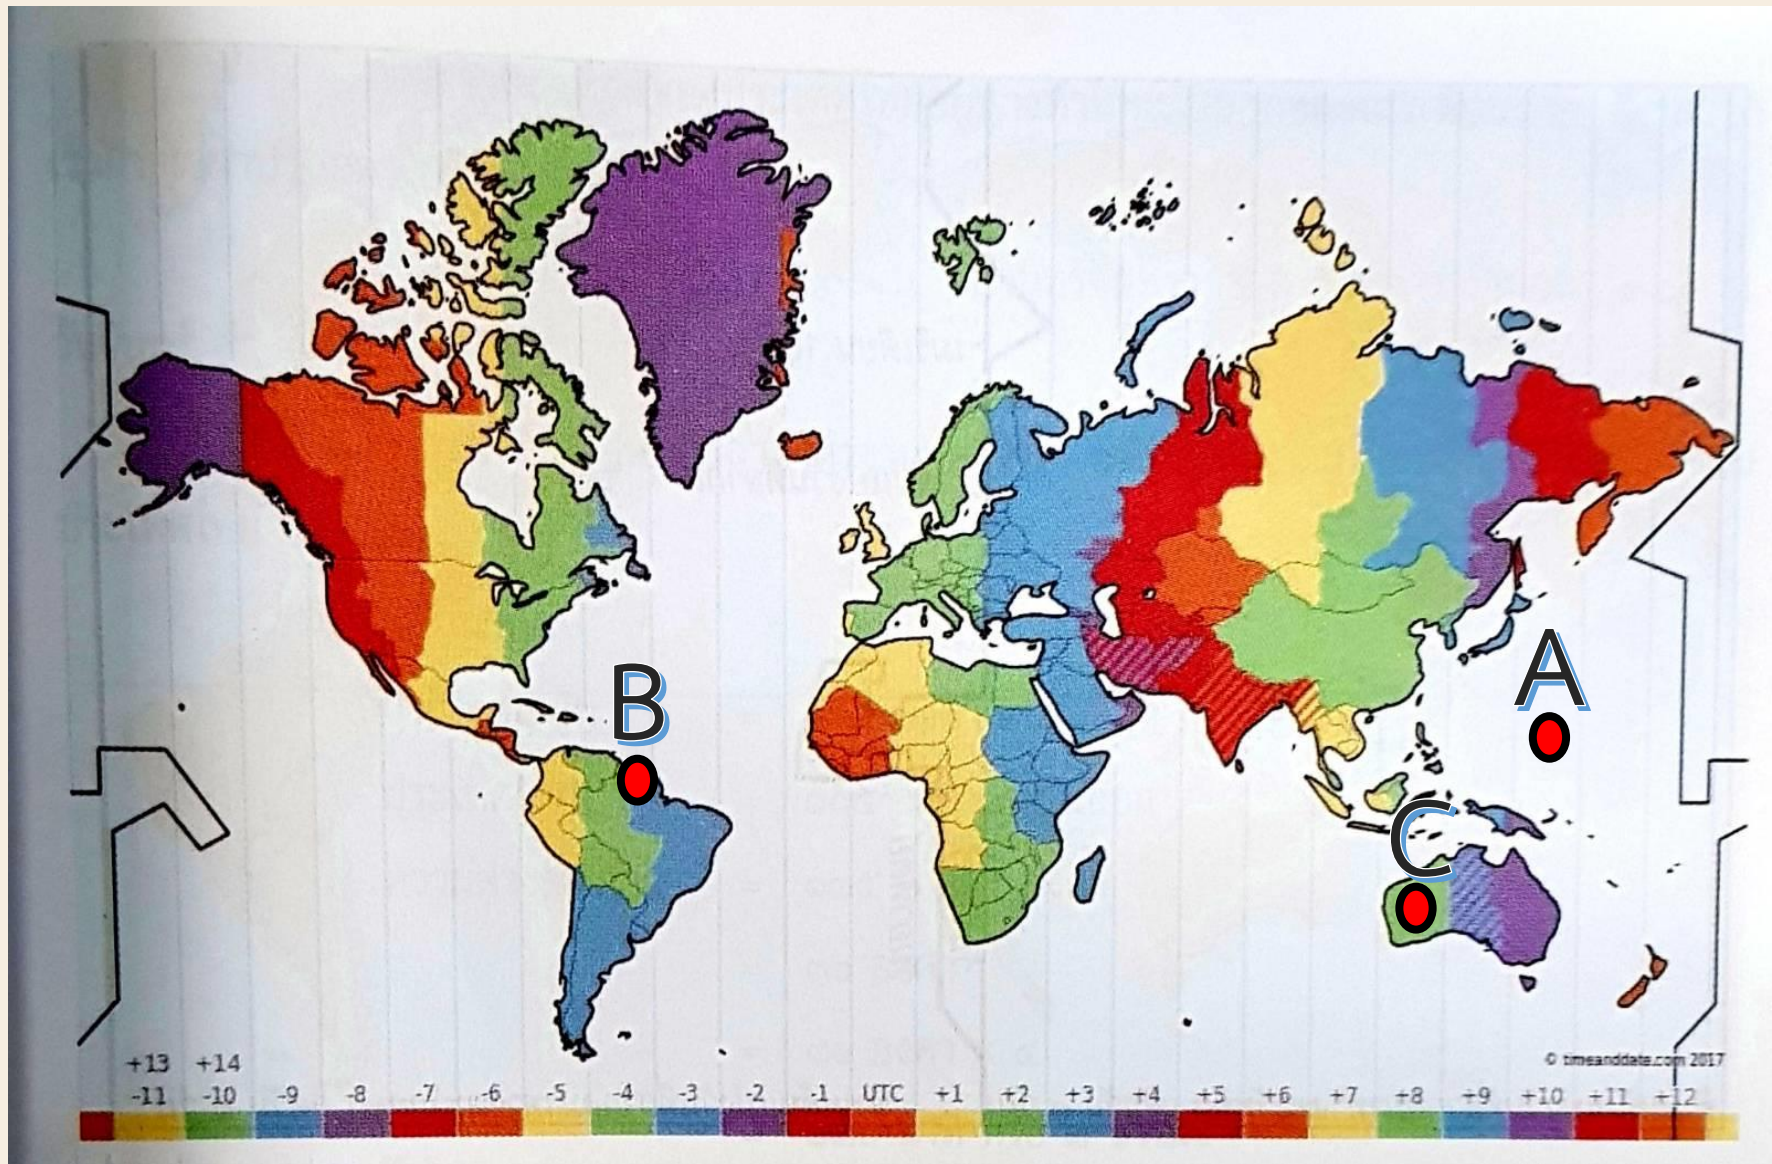 A
B
C
© timeanddate.com 2017
+13 +14
-11 -10 -9 -8 -7 -6 -5 -4 -3 -2 -1 UTC +1 +2 +3 +4 +5 +6 +7 +8 +9 +10 +11 +12